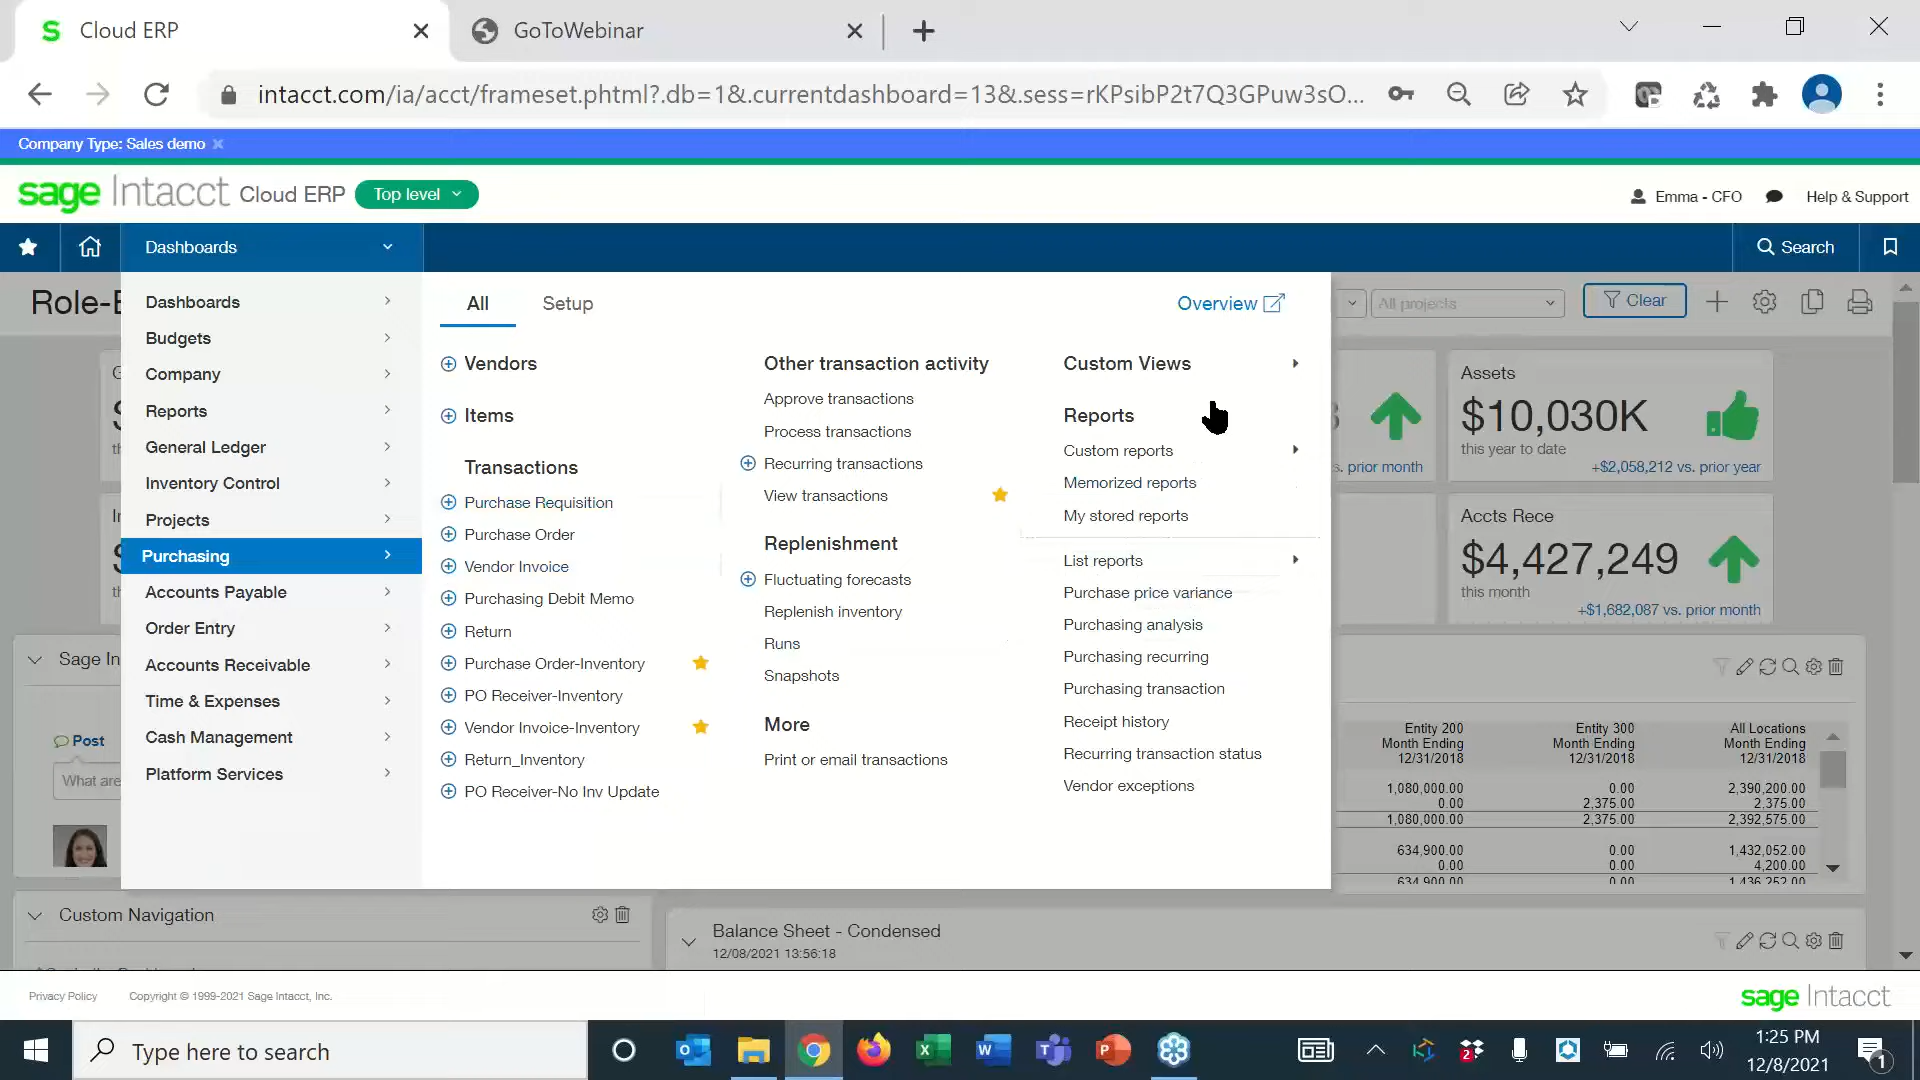 Cloud ERP
GoToWebinar
intacct.com/ia/acct/frameset.phtml?.db=1&.currentdashboard=13&.sess=rKPsibP2t7Q3GPuw3sO...
Company Type: Sales demo
sage Intacct Cloud ERP Top level
Emma - CFO
Help & Support
Dashboards
Search
Role-
All projects
Clear
Dashboards
Budgets
Company
Reports
General Ledger
Inventory Control
Projects
Purchasing
Accounts Payable
Order Entry
Accounts Receivable
Time & Expenses
Cash Management
Platform Services
All
Setup
Overview
Vendors
Items
Transactions
Purchase Requisition
Purchase Order
Vendor Invoice
Purchasing Debit Memo
Return
Purchase Order-Inventory
PO Receiver-Inventory
Vendor Invoice-Inventory
Return_Inventory
PO Receiver-No Inv Update
Other transaction activity
Approve transactions
Process transactions
Recurring transactions
View transactions
Replenishment
Fluctuating forecasts
Replenish inventory
Runs
Snapshots
More
Print or email transactions
Custom Views
Reports
Custom reports
Memorized reports
My stored reports
List reports
Purchase price variance
Purchasing analysis
Purchasing recurring
Purchasing transaction
Receipt history
Recurring transaction status
Vendor exceptions
s. prior month
Assets
$10,030K
this year to date
+$2,058,212 vs. prior year
Accts Rece
$4,427,249
this month
+$1,682,087 vs. prior month
Sage In
Post
What are
Entity 200 Entity 300 All Locations
Month Ending Month Ending Month Ending
12/31/2018 12/31/2018 12/31/2018
1,080,000.00 0.00 2,390,200.00
0.00 2,375.00 2,375.00
1,080,000.00 2,375.00 2,392,575.00
634,900.00 0.00 1,432,052.00
0.00 0.00 4,200.00
634,900.00 0.00 1,436,252.00
Custom Navigation
Balance Sheet - Condensed
12/08/2021 13:56:18
Privacy Policy
Copyright © 1999-2021 Sage Intacct, Inc.
sage Intacct
Type here to search
2
1:25 PM
12/8/2021
1